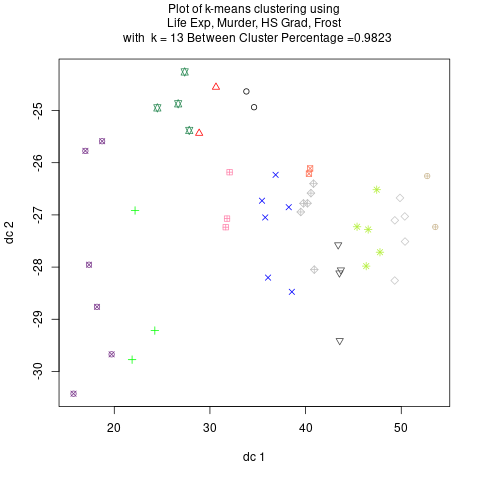 Plot of k-means clustering using
Life Exp, Murder, HS Grad, Frost
with  k = 13 Between Cluster Percentage =0.9823
-25
-26
-27
-28
-29
-30
dc 2
20
30
40
50
dc 1